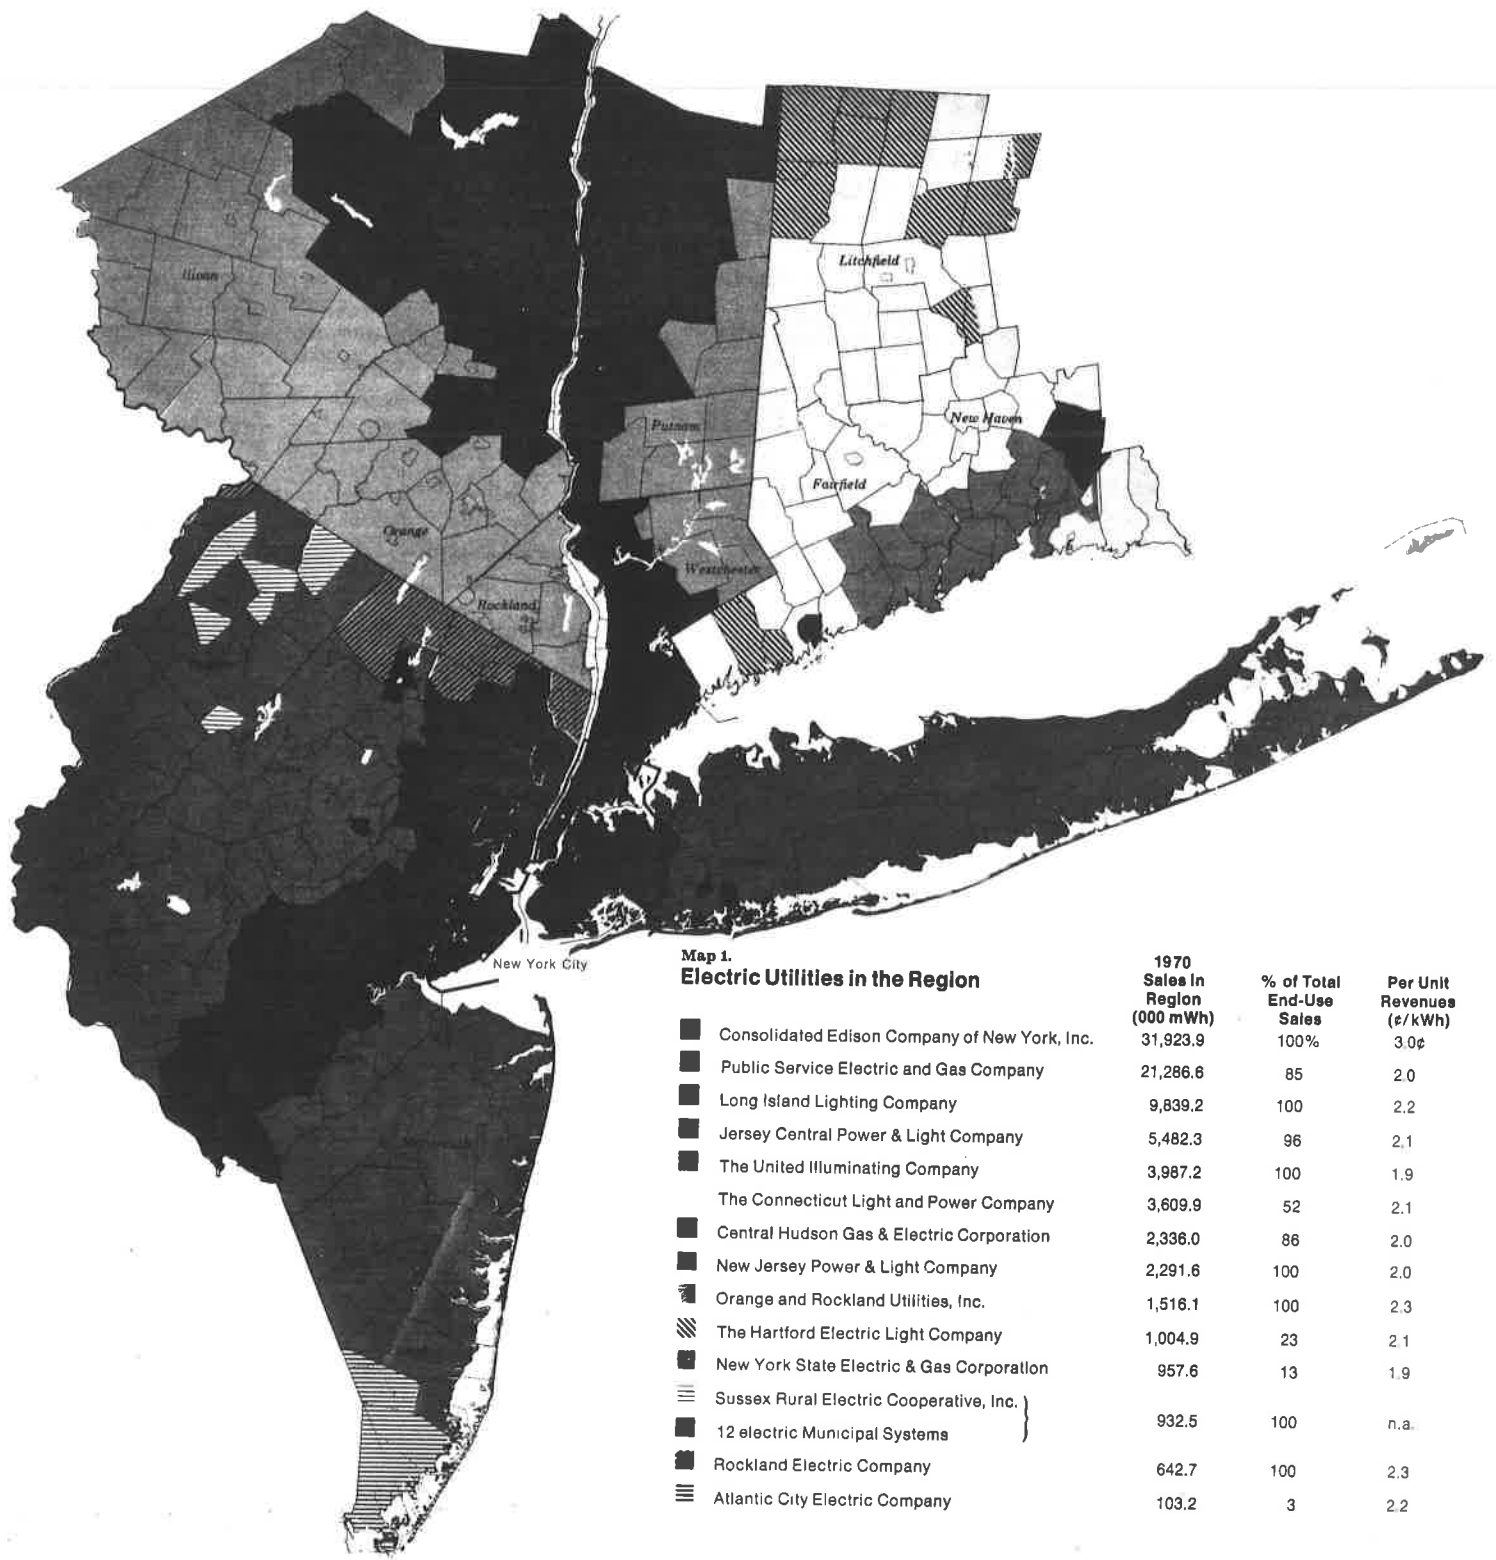 llivan
Litchfield
Putnam
New Haven
Fairfield
Orange
Westchester
Rockland
New York City
Map 1.
Electric Utilities in the Region
1970 Sales in Region (000 mWh) % of Total End-Use Sales Per Unit Revenues (¢/kWh)
Consolidated Edison Company of New York, Inc. 31,923.9 100% 3.0¢
Public Service Electric and Gas Company 21,286.6 85 2.0
Long Island Lighting Company 9,839.2 100 2.2
Jersey Central Power & Light Company 5,482.3 96 2.1
The United Illuminating Company 3,987.2 100 1.9
The Connecticut Light and Power Company 3,609.9 52 2.1
Central Hudson Gas & Electric Corporation 2,336.0 86 2.0
New Jersey Power & Light Company 2,291.6 100 2.0
Orange and Rockland Utilities, Inc. 1,516.1 100 2.3
The Hartford Electric Light Company 1,004.9 23 2.1
New York State Electric & Gas Corporation 957.6 13 1.9
Sussex Rural Electric Cooperative, Inc.
12 electric Municipal Systems 932.5 100 n.a.
Rockland Electric Company 642.7 100 2.3
Atlantic City Electric Company 103.2 3 2.2